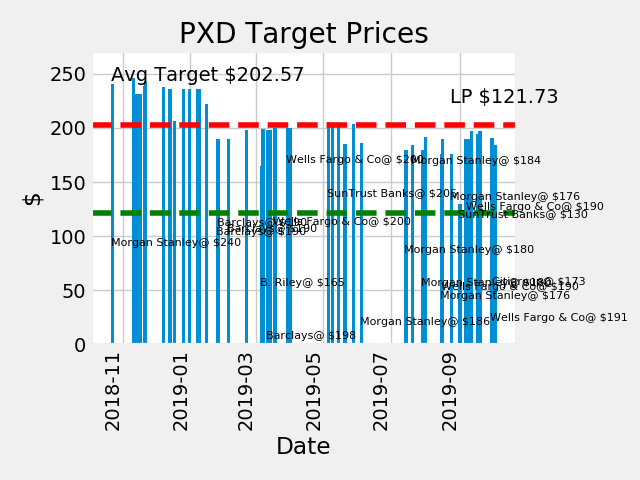 PXD Target Prices
Avg Target $202.57
LP $121.73
250
200
150
100
50
0
$
Wells Fargo & Co@ $200
Morgan Stanley@ $184
SunTrust Banks@ $205
Morgan Stanley@ $176
Wells Fargo & Co@ $190
SunTrust Banks@ $130
Barclays@ $190
Wells Fargo & Co@ $200
Barclays@ $190
Barclays@ $190
Morgan Stanley@ $240
Morgan Stanley@ $180
B. Riley@ $165
Morgan Stanley@ $180
Citigroup@ $173
Wells Fargo & Co@ $190
Morgan Stanley@ $176
Morgan Stanley@ $186
Wells Fargo & Co@ $191
Barclays@ $198
2018-11
2019-01
2019-03
2019-05
2019-07
2019-09
Date